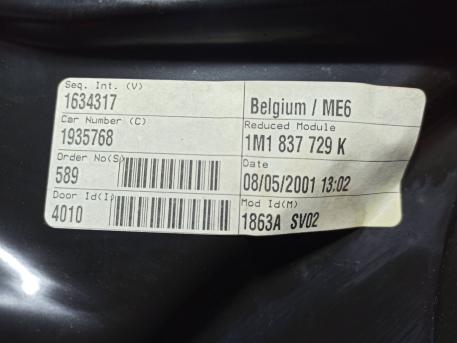 Seq. Int. (V)
1634317
Belgium / ME6
Car Number (C)
1935768
Reduced Module
1M1 837 729 K
Order No(S)
589
Date
08/05/2001 13:02
Door Id(I)
4010
Mod Id(M)
1863A SV02